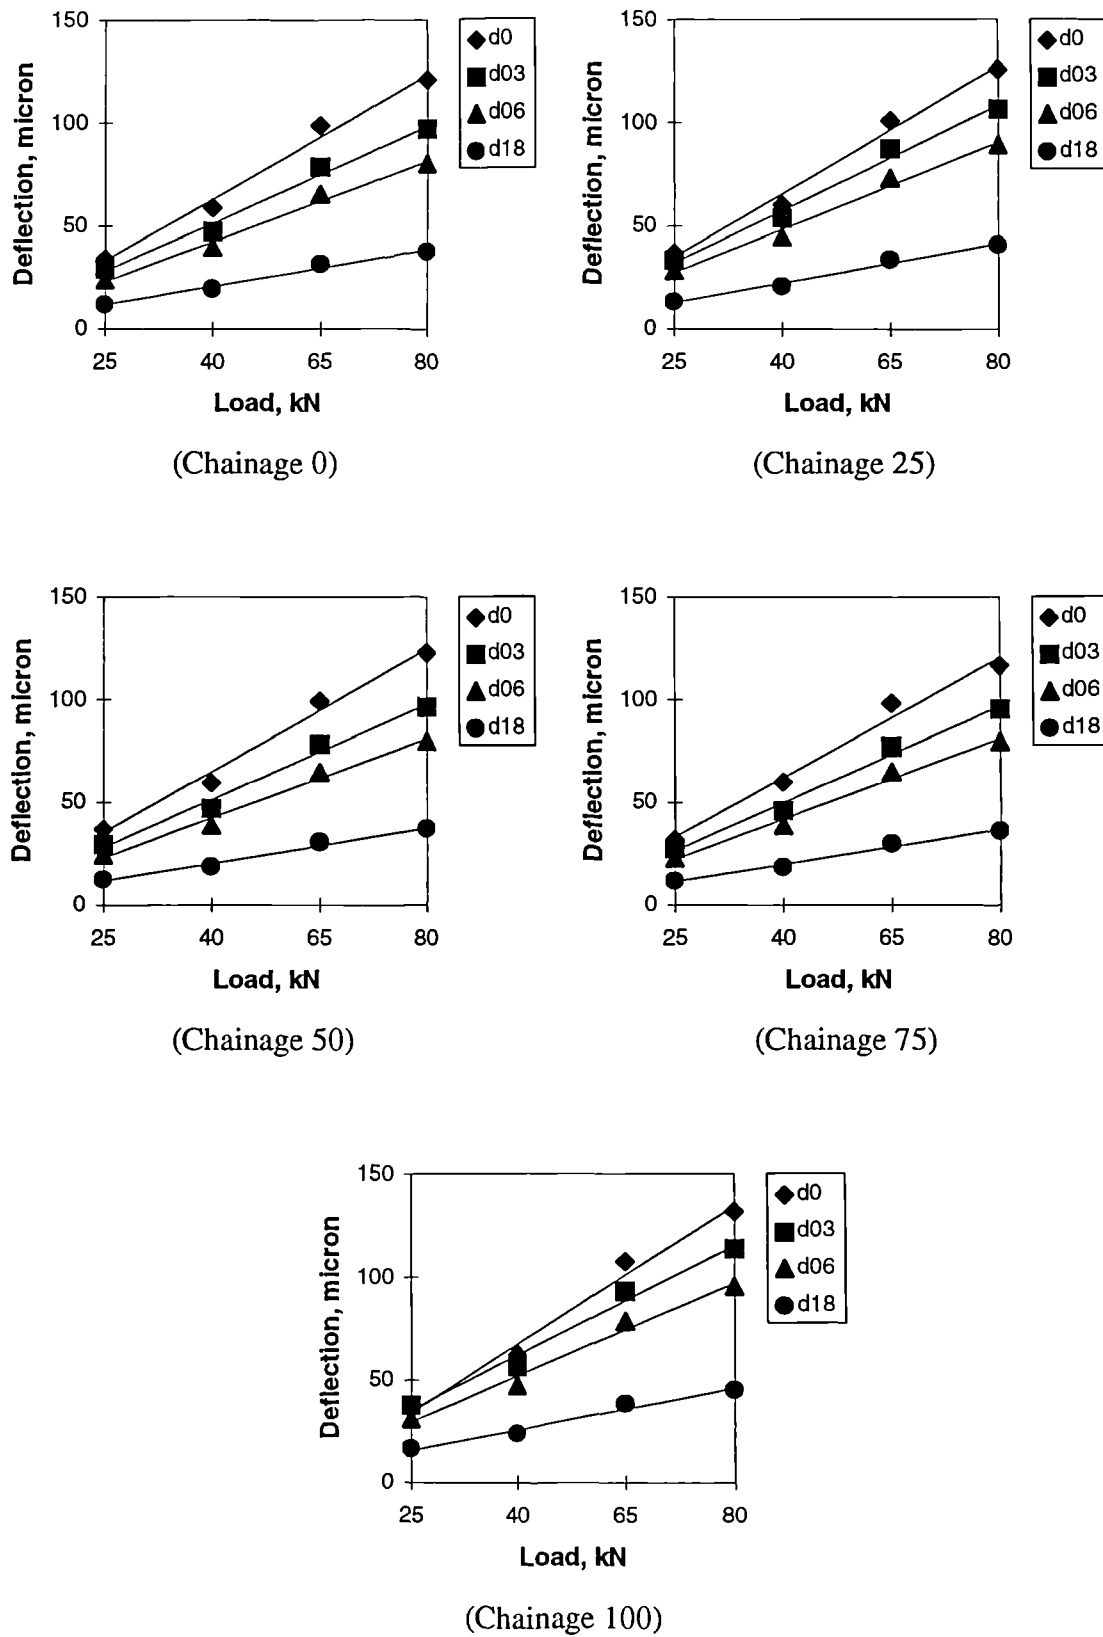 150
100
50
0
Deflection, micron
25 40 65 80
Load, kN
d0
d03
d06
d18
(Chainage 0)
150
100
50
0
Deflection, micron
25 40 65 80
Load, kN
d0
d03
d06
d18
(Chainage 25)
150
100
50
0
Deflection, micron
25 40 65 80
Load, kN
d0
d03
d06
d18
(Chainage 50)
150
100
50
0
Deflection, micron
25 40 65 80
Load, kN
d0
d03
d06
d18
(Chainage 75)
150
100
50
0
Deflection, micron
25 40 65 80
Load, kN
d0
d03
d06
d18
(Chainage 100)